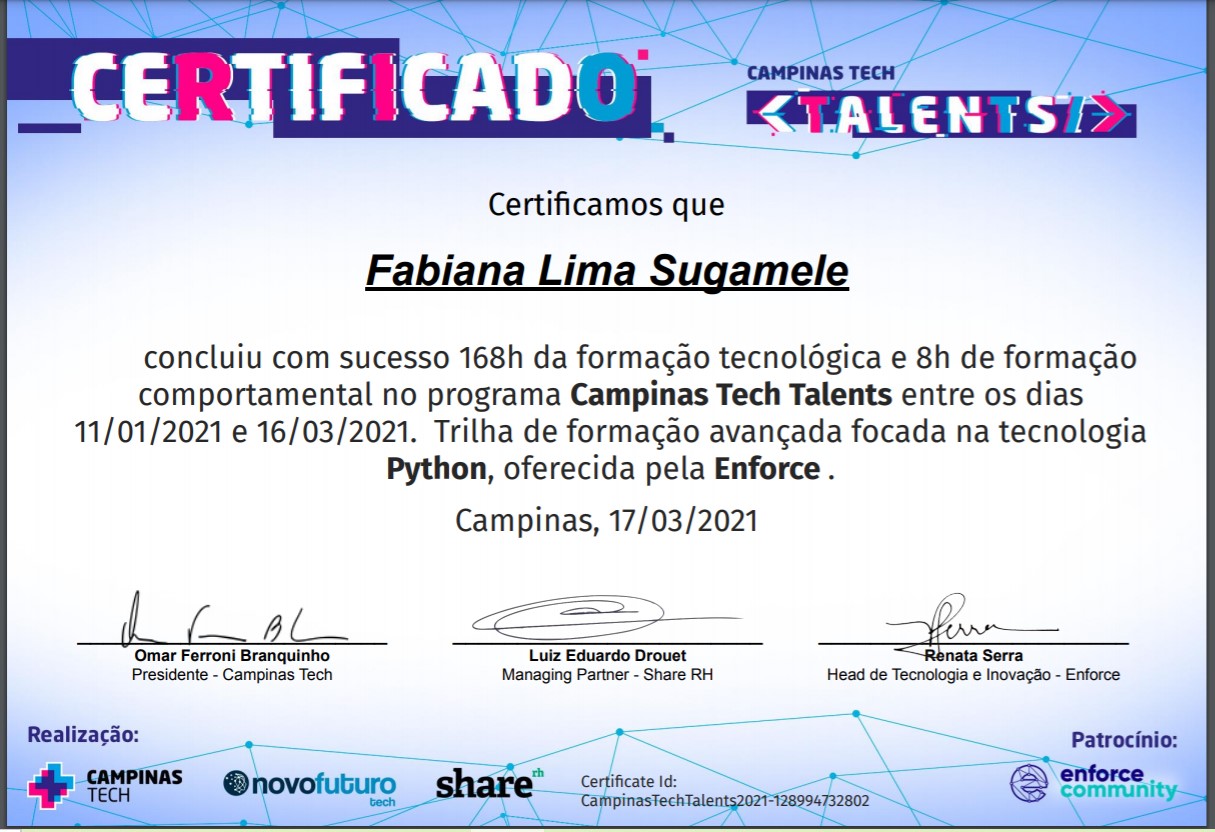 CERTIFICADO
CAMPINAS TECH
<TALENTS/>
Certificamos que
Fabiana Lima Sugamele
concluiu com sucesso 168h da formação tecnológica e 8h de formação
comportamental no programa Campinas Tech Talents entre os dias
11/01/2021 e 16/03/2021. Trilha de formação avançada focada na tecnologia
Python, oferecida pela Enforce .
Campinas, 17/03/2021
Omar Ferroni Branquinho
Presidente - Campinas Tech
Luiz Eduardo Drouet
Managing Partner - Share RH
Renata Serra
Head de Tecnologia e Inovação - Enforce
Realização:
CAMPINAS
TECH
novofuturo
tech
share rh
Certificate Id:
CampinasTechTalents2021-128994732802
Patrocínio:
enforce
community